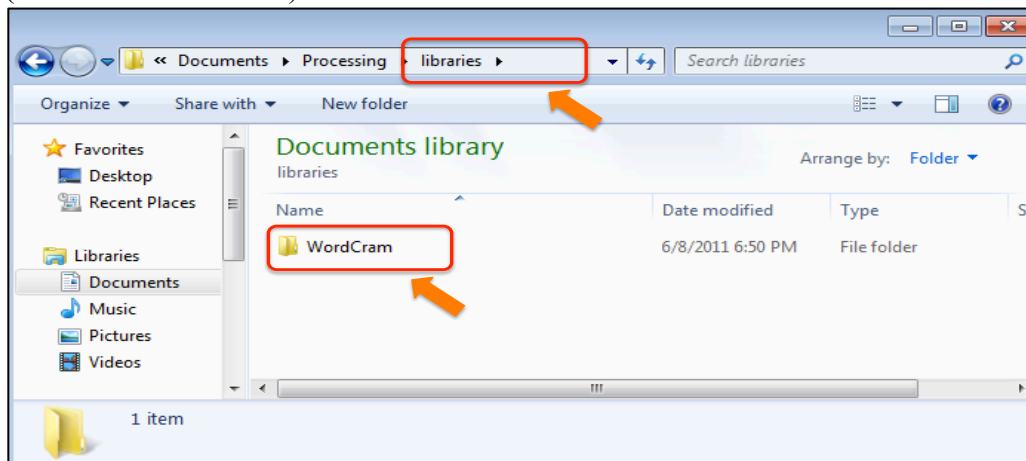 « Documents ▸ Processing ▸ libraries ▸ Search libraries
Organize ▾ Share with ▾ New folder
Favorites
Desktop
Recent Places
Libraries
Documents
Music
Pictures
Videos
Documents library
libraries
Arrange by: Folder ▾
Name Date modified Type S
WordCram 6/8/2011 6:50 PM File folder
1 item